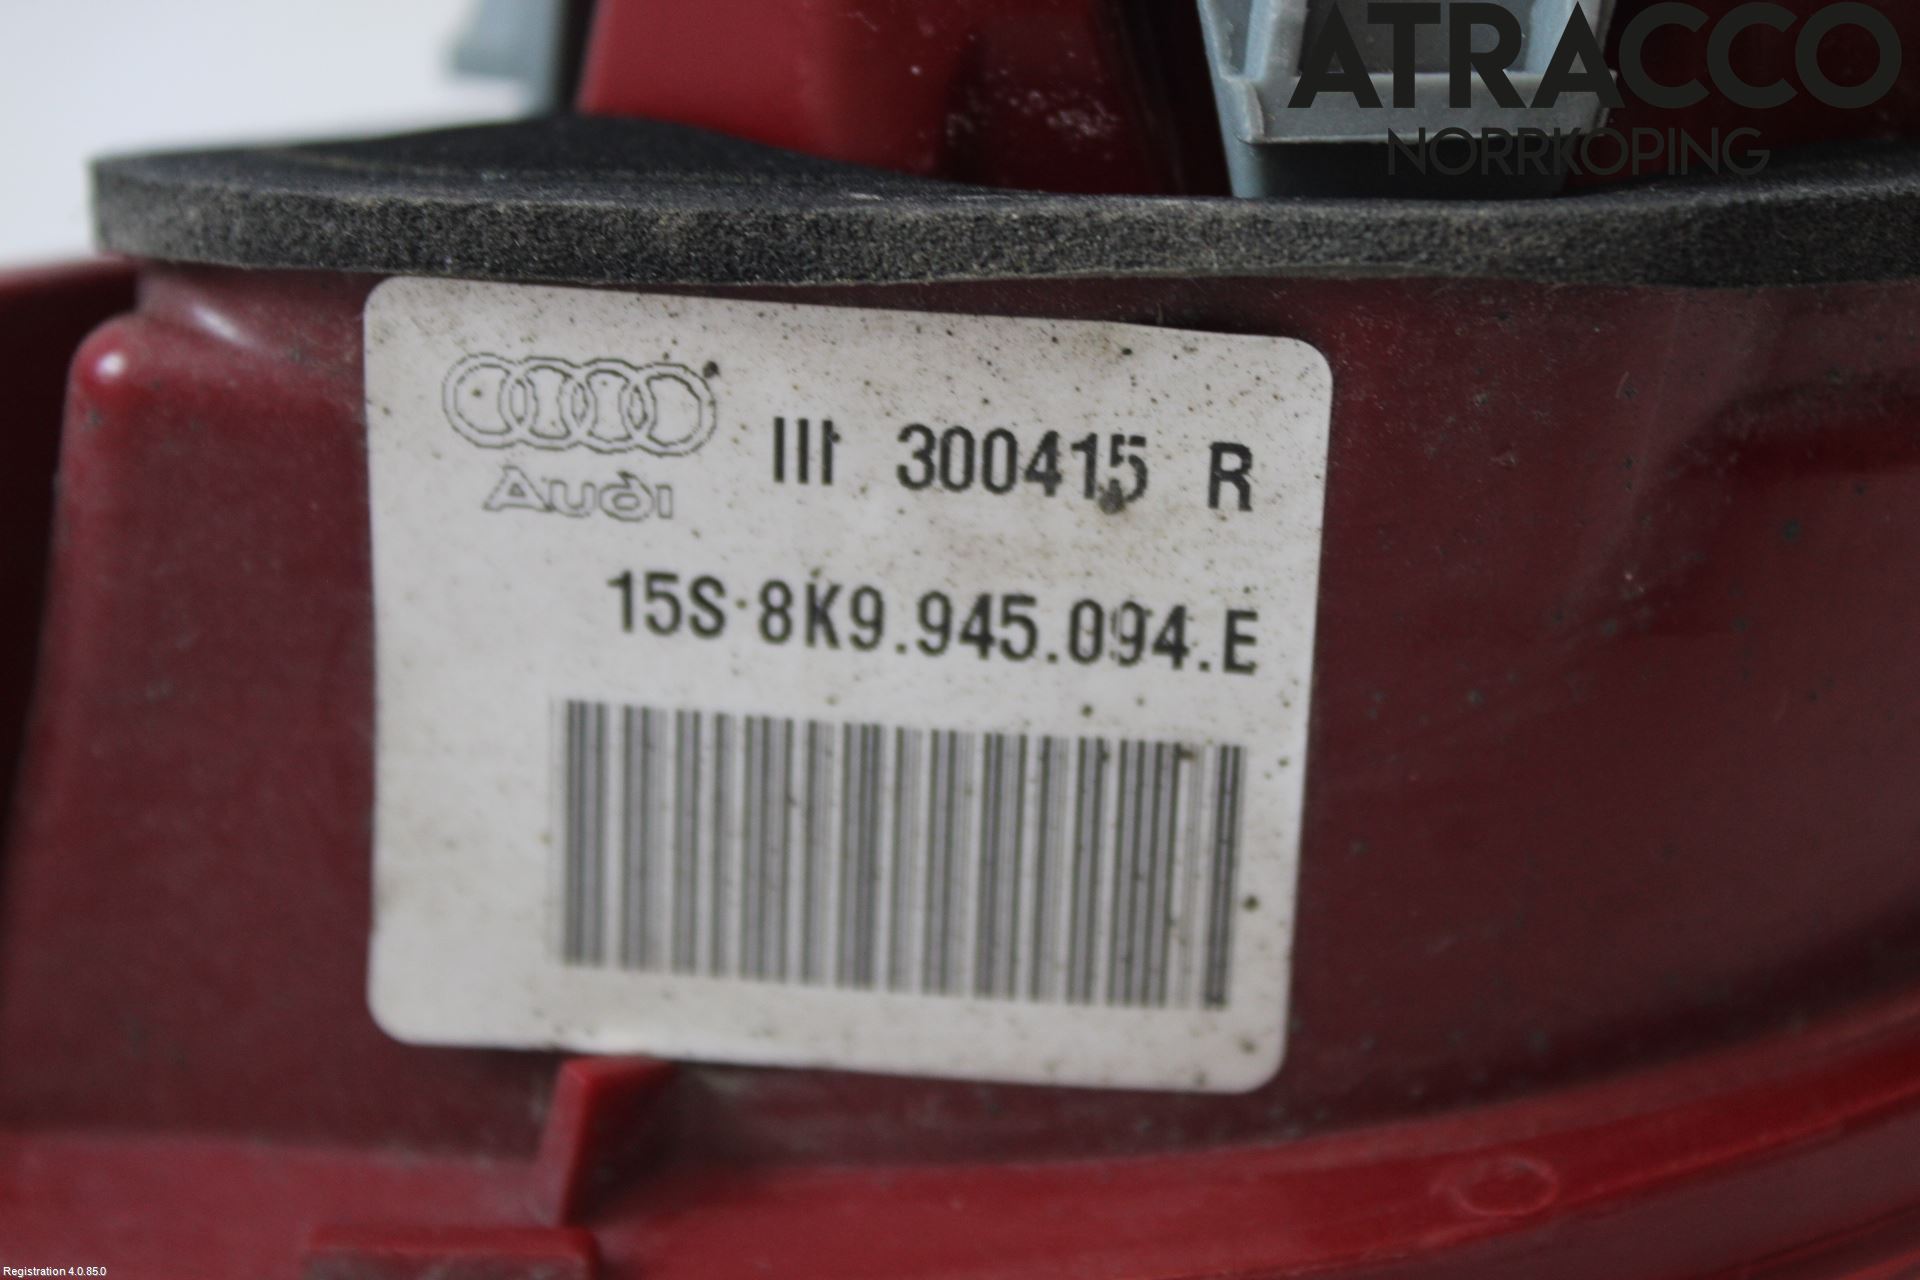 ATRACCO
NORRKÖPING
III 300415 R
Audi
15S 8K9.945.094.E
Registration 4.0.85.0